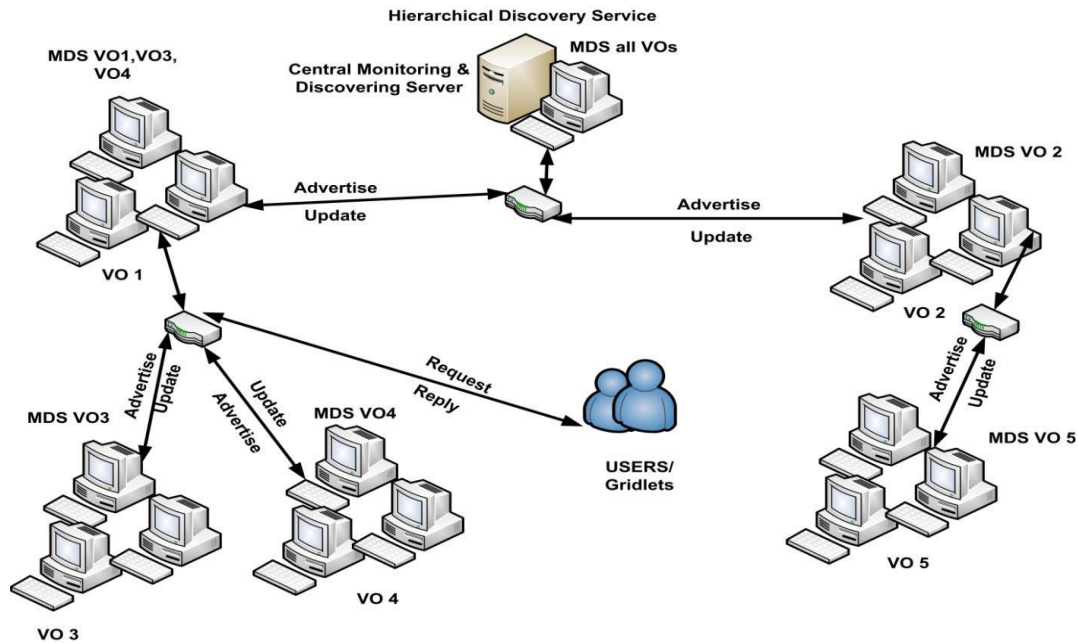 Hierarchical Discovery Service
MDS all VOs
Central Monitoring &
Discovering Server
MDS VO1,VO3,
VO4
VO 1
Advertise
Update
Advertise
Update
MDS VO 2
VO 2
Advertise
Update
Advertise
Update
Update
Advertise
Request
Reply
MDS VO3
VO 3
MDS VO4
VO 4
USERS/
Gridlets
MDS VO 5
VO 5